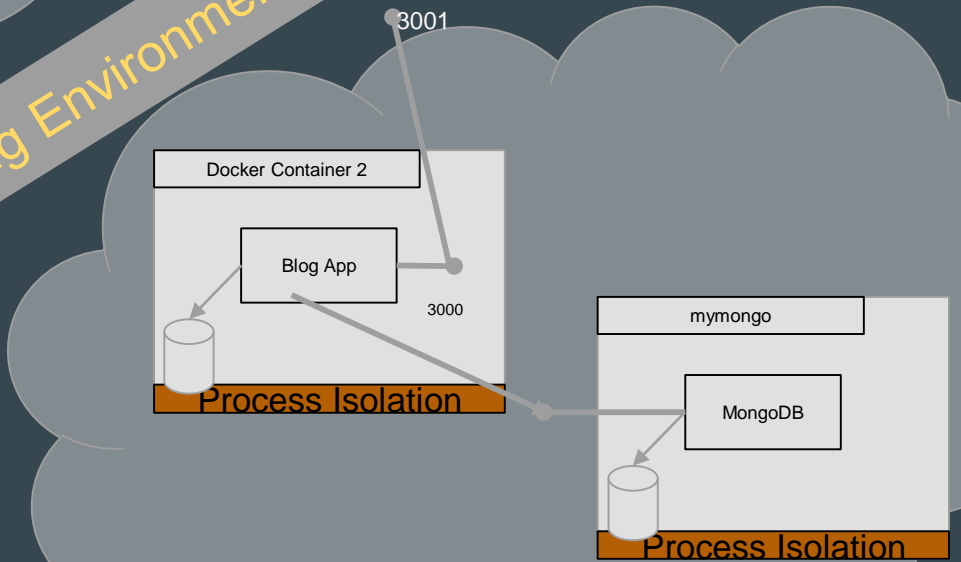 g Environme
3001
Docker Container 2
Blog App
3000
Process Isolation
mymongo
MongoDB
Process Isolation